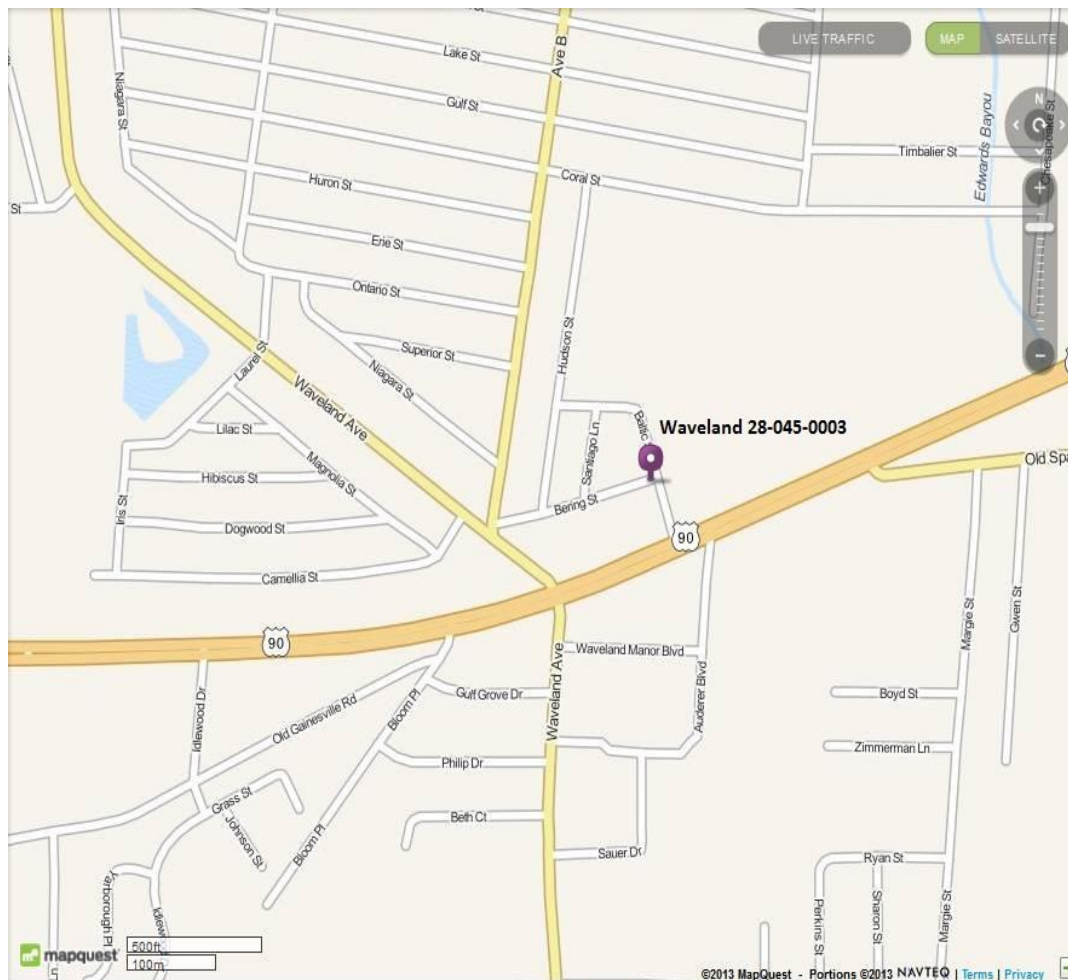 LIVE TRAFFIC
MAP
SATELLITE
Lake St
Ave B
Niagara St
Gulf St
N
Edwards Bayou
Chesapeake St
Timbalier St
Coral St
Huron St
St
Erie St
Ontario St
Hudson St
Superior St
Laurel St
Niagara St
Waveland Ave
Baltic
Waveland 28-045-0003
Lilac St
Santiago Ln
Magnolia St
Old Spa
Hibiscus St
Iris St
Bering St
Dogwood St
90
Camellia St
Margie St
Gwen St
90
Waveland Manor Blvd
Waveland Ave
Auderer Blvd
Gulf Grove Dr
Bloom Pl
Boyd St
Idlewood Dr
Old Gainesville Rd
Zimmerman Ln
Philip Dr
Grass St
Beth Ct
Johnson St
Bloom Pl
Sauer Dr
Ryan St
Yarborough Pl
Idlewood
Perkins St
Sharon St
Margie St
mapquest
500ft
100m
©2013 MapQuest - Portions ©2013 NAVTEQ | Terms | Privacy